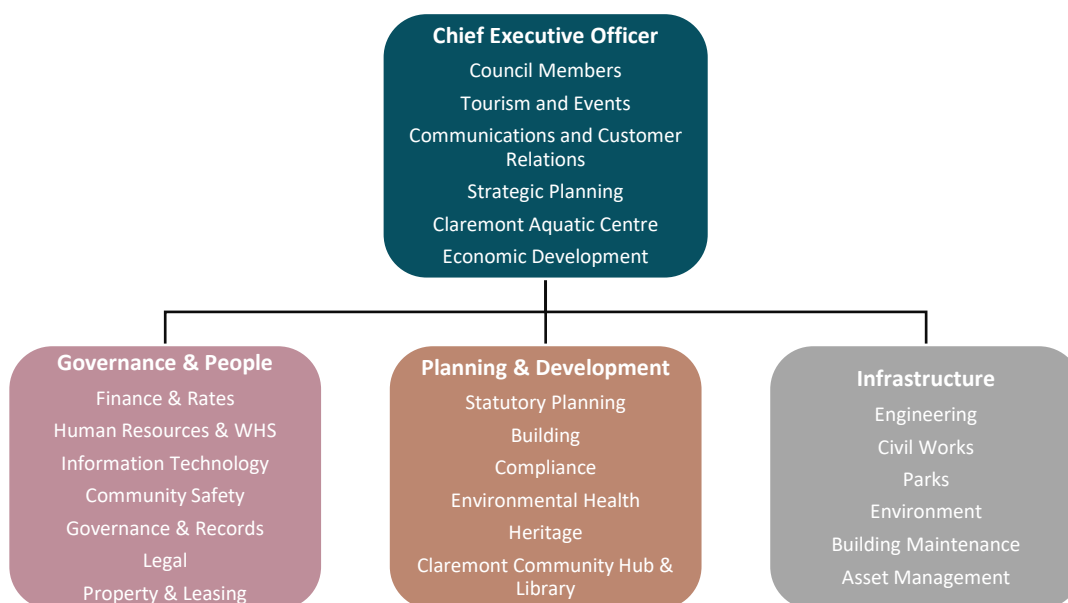 Chief Executive Officer
Council Members
Tourism and Events
Communications and Customer
Relations
Strategic Planning
Claremont Aquatic Centre
Economic Development
Governance & People
Finance & Rates
Human Resources & WHS
Information Technology
Community Safety
Governance & Records
Legal
Property & Leasing
Planning & Development
Statutory Planning
Building
Compliance
Environmental Health
Heritage
Claremont Community Hub &
Library
Infrastructure
Engineering
Civil Works
Parks
Environment
Building Maintenance
Asset Management